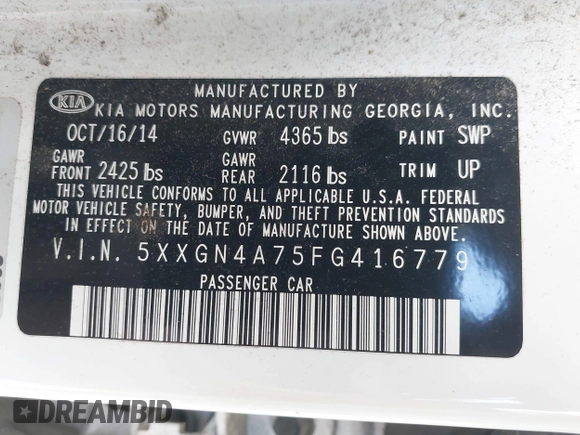 MANUFACTURED BY
KIA KIA MOTORS MANUFACTURING GEORGIA, INC.
OCT/16/14 GVWR 4365 lbs PAINT SWP
GAWR FRONT 2425 lbs GAWR REAR 2116 lbs TRIM UP
THIS VEHICLE CONFORMS TO ALL APPLICABLE U.S.A. FEDERAL
MOTOR VEHICLE SAFETY, BUMPER, AND THEFT PREVENTION STANDARDS
IN EFFECT ON THE DATE OF MANUFACTURE SHOWN ABOVE.
V.I.N. 5XXGN4A75FG416779
PASSENGER CAR
DREAMBID